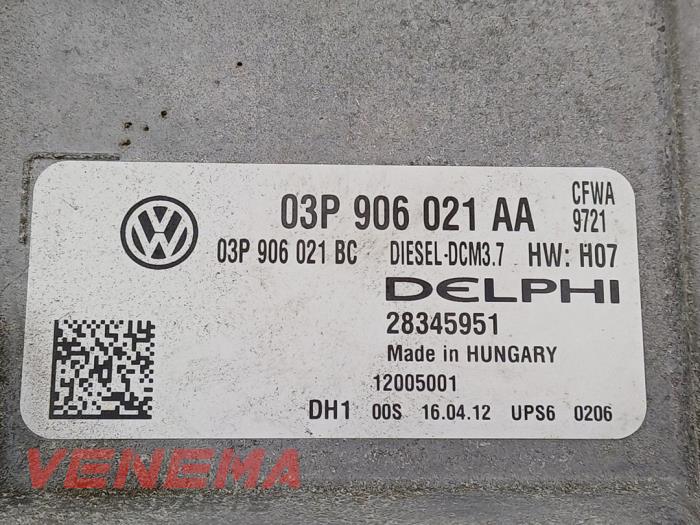 03P 906 021 AA CFWA 9721
03P 906 021 BC DIESEL-DCM3.7 HW: H07
DELPHI
28345951
Made in HUNGARY
12005001
DH1 00S 16.04.12 UPS6 0206
VENEMA